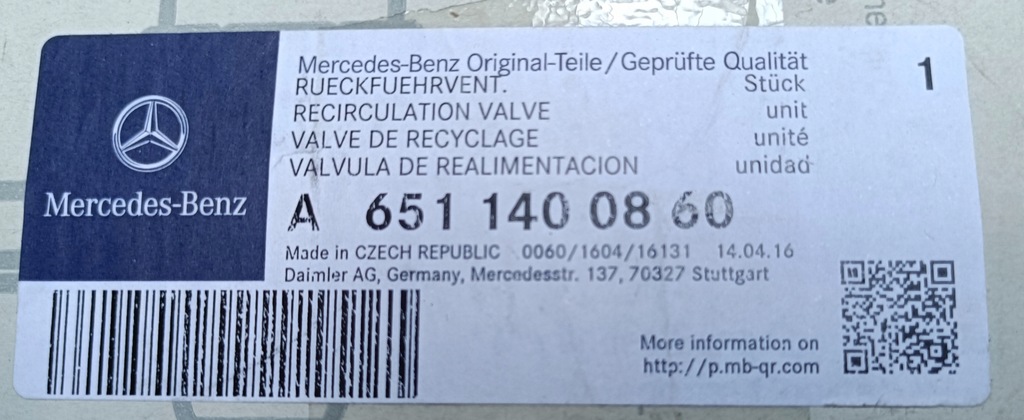 Mercedes-Benz
Mercedes-Benz Original-Teile/Geprüfte Qualität
RUECKFUEHRVENT. Stück
RECIRCULATION VALVE unit
VALVE DE RECYCLAGE unité
VALVULA DE REALIMENTACION unidad
1
A 651 140 08 60
Made in CZECH REPUBLIC 0060/1604/16131 14.04.16
Daimler AG, Germany, Mercedesstr. 137, 70327 Stuttgart
More information on
http://p.mb-qr.com